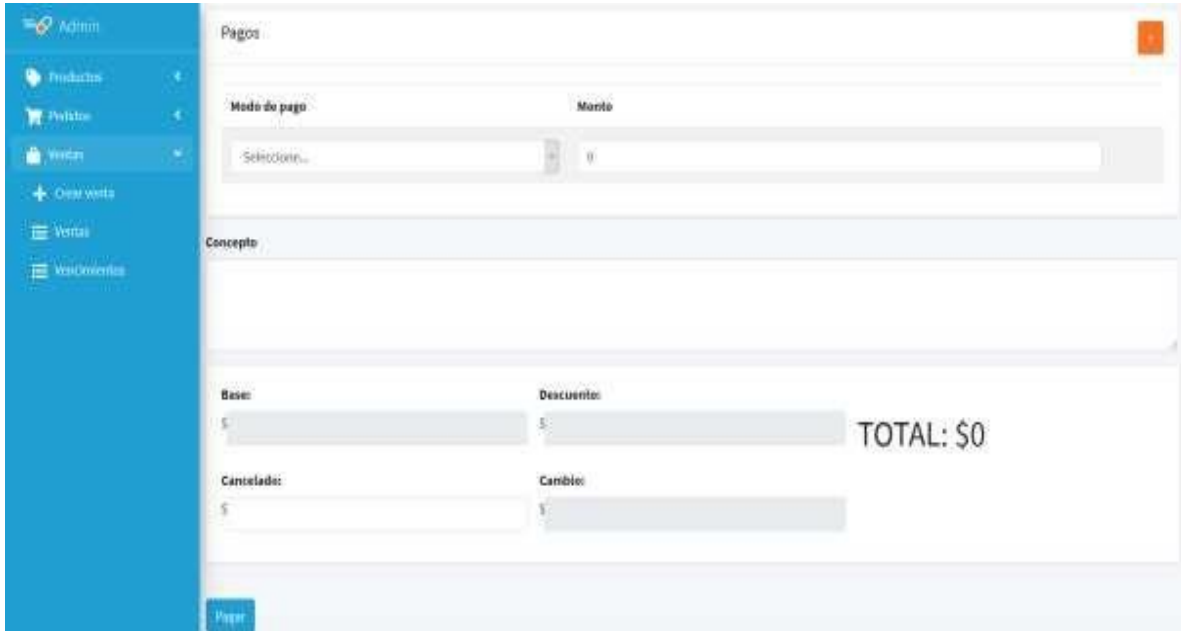 Admin
Productos
Pedidos
Ventas
Crear venta
Ventas
Vencimientos
Pagos
Modo de pago
Monto
Seleccione...
0
Concepto
Base:
Descuento:
$
$
TOTAL: $0
Cancelado:
Cambio:
$
$
Pagar